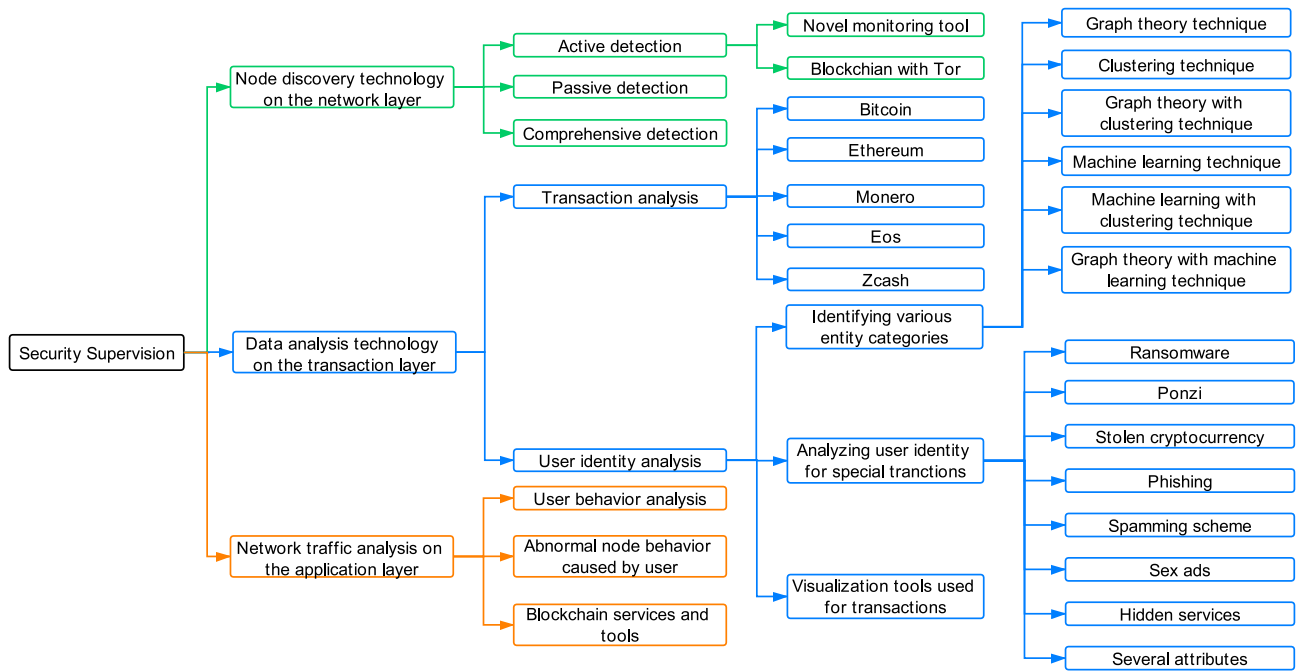 Security Supervision
Node discovery technology
on the network layer
Active detection
Novel monitoring tool
Blockchian with Tor
Passive detection
Comprehensive detection
Data analysis technology
on the transaction layer
Transaction analysis
Bitcoin
Ethereum
Monero
Eos
Zcash
User identity analysis
Identifying various
entity categories
Graph theory technique
Clustering technique
Graph theory with
clustering technique
Machine learning technique
Machine learning with
clustering technique
Graph theory with machine
learning technique
Analyzing user identity
for special tranctions
Ransomware
Ponzi
Stolen cryptocurrency
Phishing
Spamming scheme
Sex ads
Hidden services
Several attributes
Visualization tools used
for transactions
Network traffic analysis on
the application layer
User behavior analysis
Abnormal node behavior
caused by user
Blockchain services and
tools